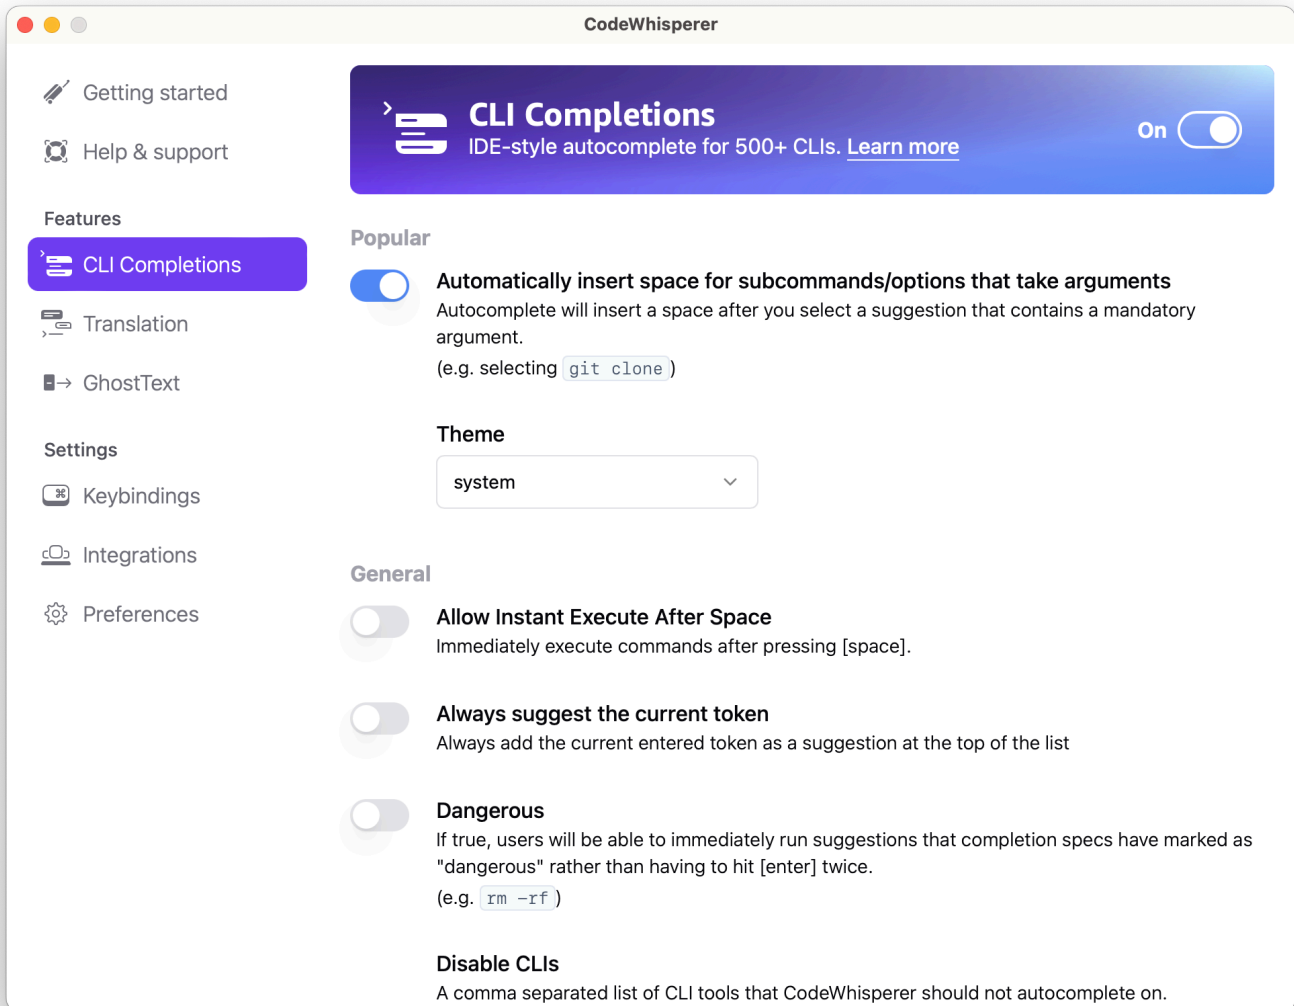 CodeWhisperer
Getting started
Help & support
Features
CLI Completions
Translation
GhostText
Settings
Keybindings
Integrations
Preferences
CLI Completions
IDE-style autocomplete for 500+ CLIs. Learn more
On
Popular
Automatically insert space for subcommands/options that take arguments
Autocomplete will insert a space after you select a suggestion that contains a mandatory
argument.
(e.g. selecting git clone)
Theme
system
General
Allow Instant Execute After Space
Immediately execute commands after pressing [space].
Always suggest the current token
Always add the current entered token as a suggestion at the top of the list
Dangerous
If true, users will be able to immediately run suggestions that completion specs have marked as
"dangerous" rather than having to hit [enter] twice.
(e.g. rm -rf)
Disable CLIs
A comma separated list of CLI tools that CodeWhisperer should not autocomplete on.